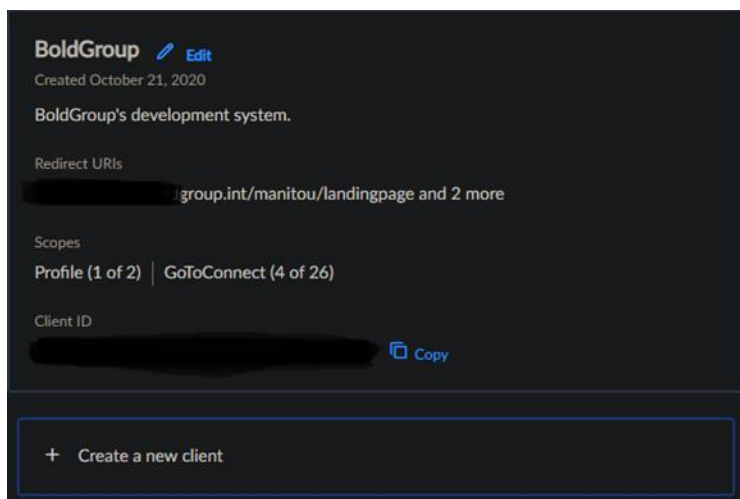 BoldGroup Edit
Created October 21, 2020
BoldGroup's development system.
Redirect URIs
group.int/manitou/landingpage and 2 more
Scopes
Profile (1 of 2) | GoToConnect (4 of 26)
Client ID
Copy
+ Create a new client